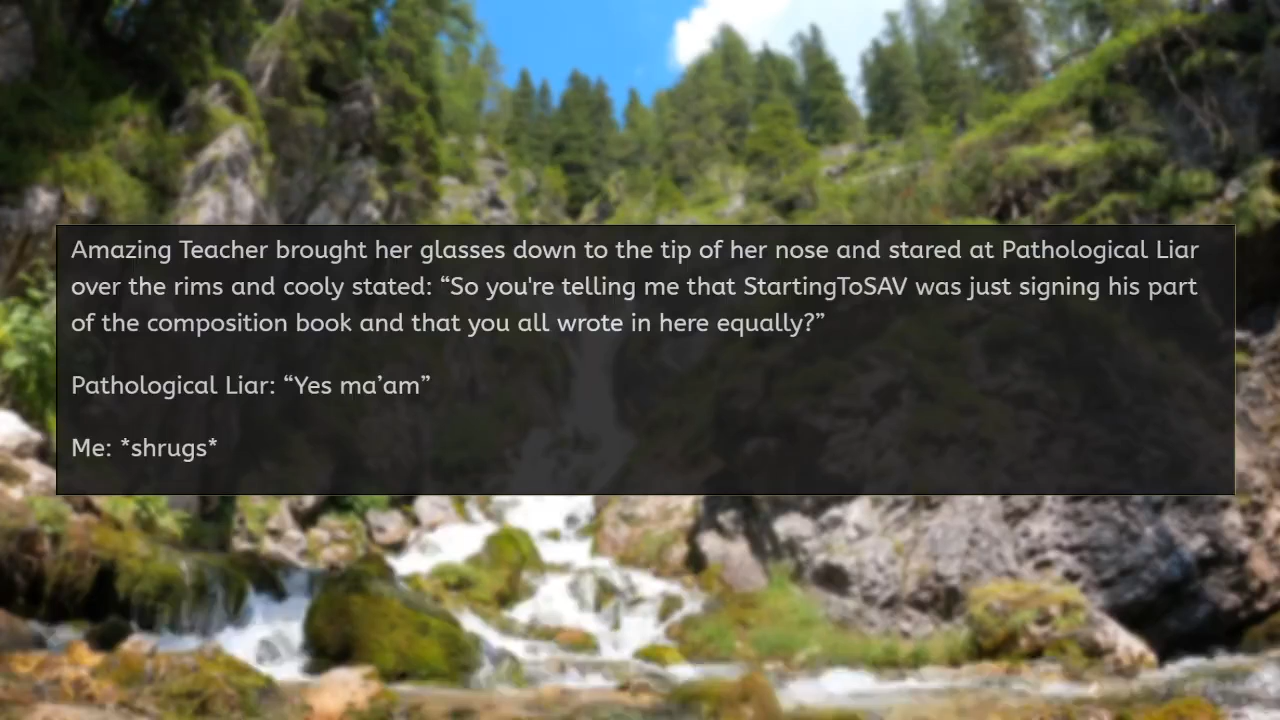 Amazing Teacher brought her glasses down to the tip of her nose and stared at Pathological Liar
over the rims and cooly stated: “So you're telling me that StartingToSAV was just signing his part
of the composition book and that you all wrote in here equally?”
Pathological Liar: “Yes ma’am”
Me: *shrugs*